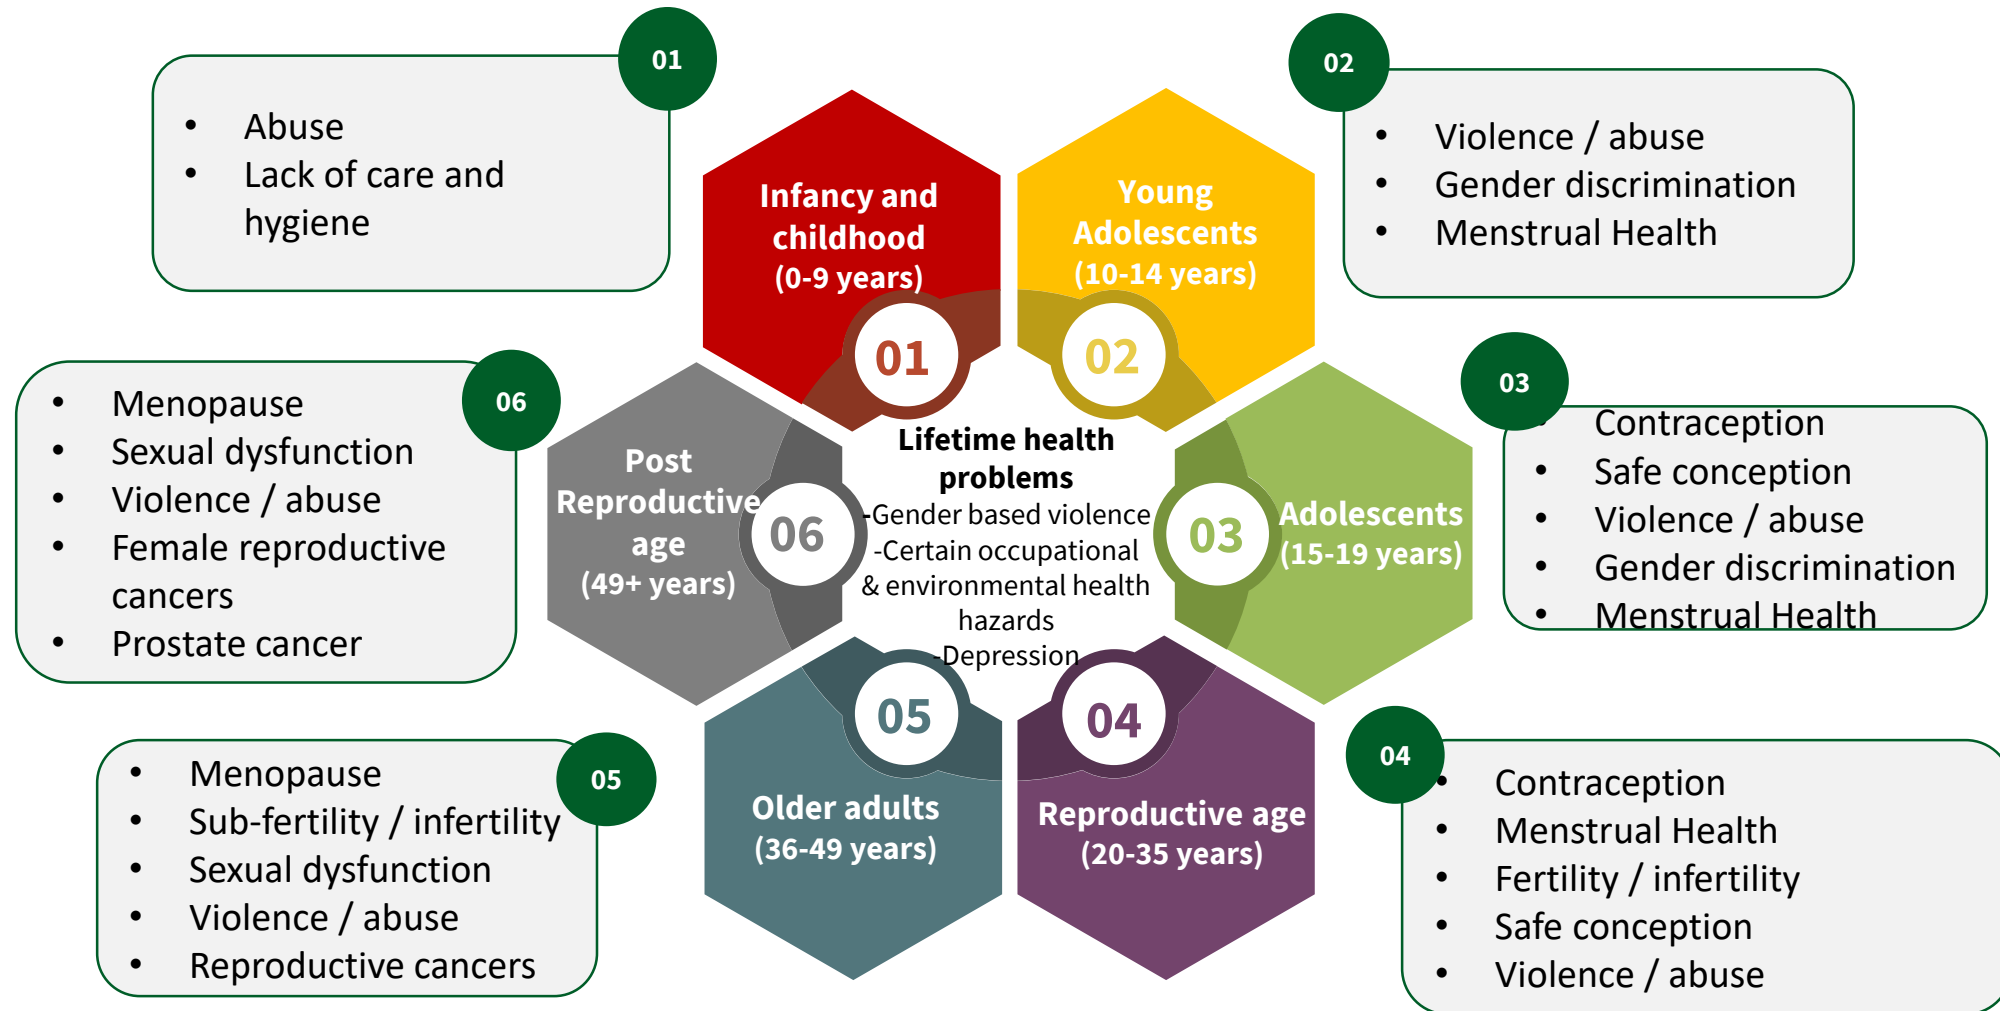 01
• Abuse
• Lack of care and
hygiene
02
• Violence / abuse
• Gender discrimination
• Menstrual Health
Infancy and
childhood
(0-9 years)
01
Young
Adolescents
(10-14 years)
02
06
• Menopause
• Sexual dysfunction
• Violence / abuse
• Female reproductive
cancers
• Prostate cancer
Post
Reproductive
age
(49+ years)
06
Lifetime health
problems
-Gender based violence
-Certain occupational
& environmental health
hazards
-Depression
03
Adolescents
(15-19 years)
03
• Contraception
• Safe conception
• Violence / abuse
• Gender discrimination
• Menstrual Health
05
• Menopause
• Sub-fertility / infertility
• Sexual dysfunction
• Violence / abuse
• Reproductive cancers
05
Older adults
(36-49 years)
04
Reproductive age
(20-35 years)
04
• Contraception
• Menstrual Health
• Fertility / infertility
• Safe conception
• Violence / abuse